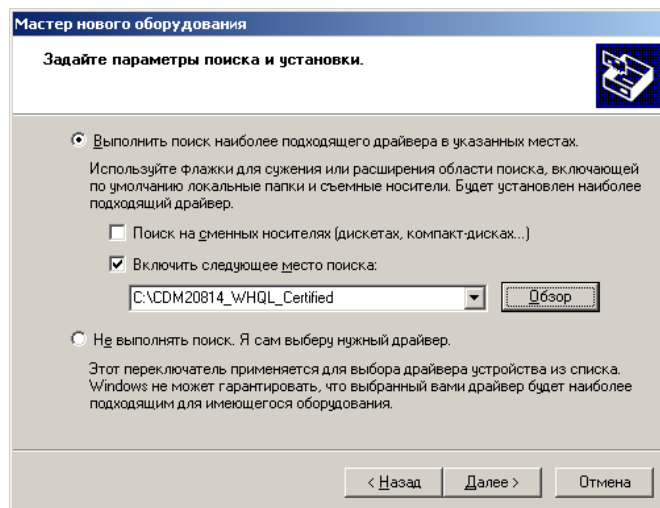 Мастер нового оборудования
Задайте параметры поиска и установки.
Выполнить поиск наиболее подходящего драйвера в указанных местах.
Используйте флажки для сужения или расширения области поиска, включающей
по умолчанию локальные папки и съемные носители. Будет установлен наиболее
подходящий драйвер.
Поиск на сменных носителях (дискетах, компакт-дисках...)
Включить следующее место поиска:
C:\CDM20814_WHQL_Certified
Обзор
Не выполнять поиск. Я сам выберу нужный драйвер.
Этот переключатель применяется для выбора драйвера устройства из списка.
Windows не может гарантировать, что выбранный вами драйвер будет наиболее
подходящим для имеющегося оборудования.
< Назад Далее > Отмена